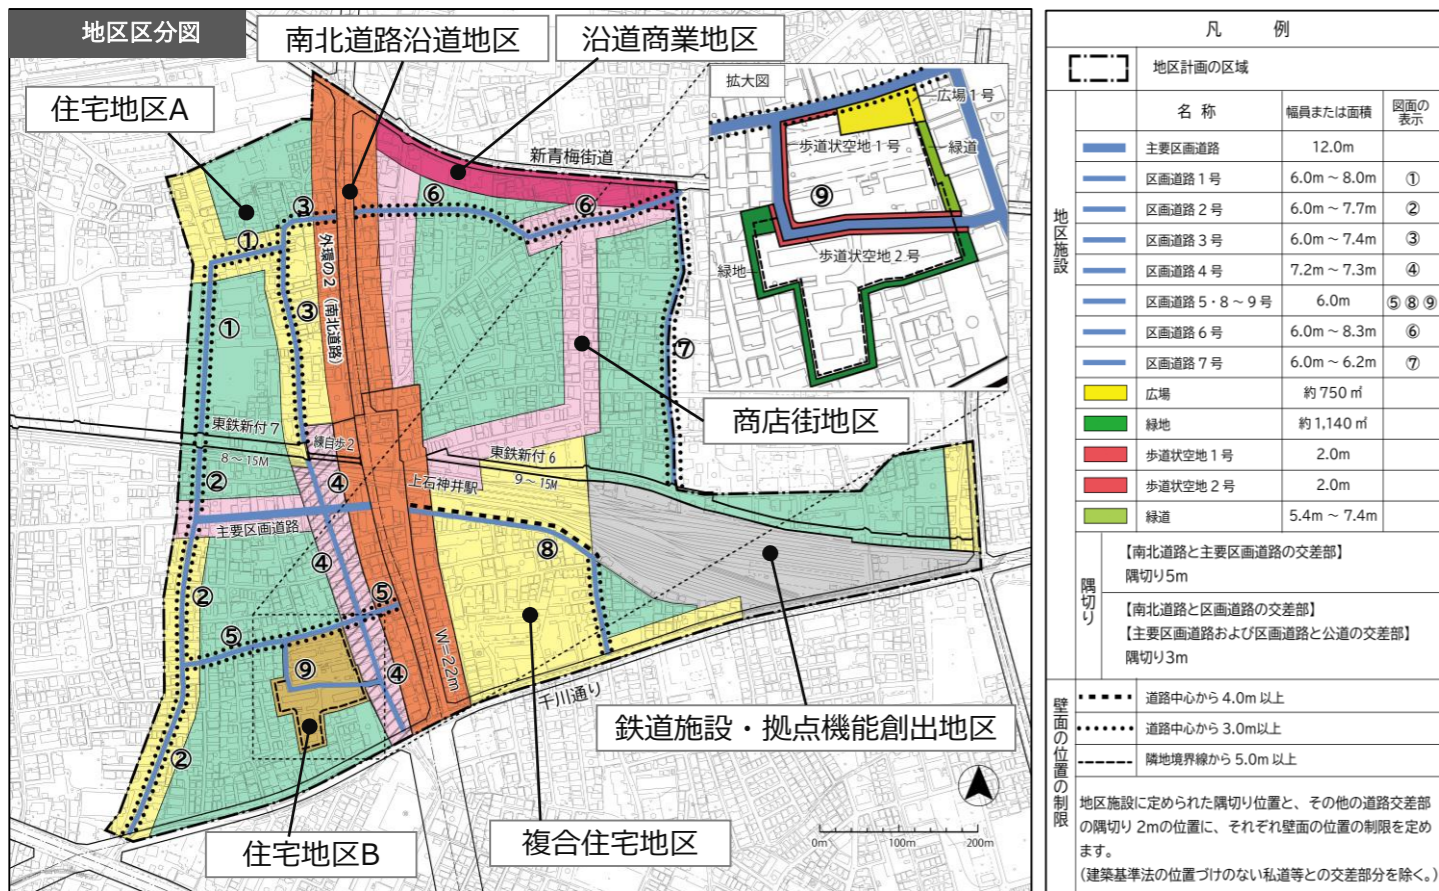 地区区分図
南北道路沿道地区
沿道商業地区
住宅地区A
拡大図
広場1号
歩道状空地1号
緑道
⑨
歩道状空地2号
緑地
新青梅街道
⑥
⑥
③
①
外環の2（南北道路）
③
①
⑦
商店街地区
東鉄新付7
8～15M
練自歩2
東鉄新付6
9～15M
上石神井駅
②
④
主要区画道路
⑧
④
②
⑤
⑤
⑨
④
W=22m
千川通り
鉄道施設・拠点機能創出地区
②
住宅地区B
複合住宅地区
0m 100m 200m
凡 例
地区計画の区域
地区施設
名 称 幅員または面積 図面の表示
主要区画道路 12.0m
区画道路1号 6.0m～8.0m ①
区画道路2号 6.0m～7.7m ②
区画道路3号 6.0m～7.4m ③
区画道路4号 7.2m～7.3m ④
区画道路5・8～9号 6.0m ⑤⑧⑨
区画道路6号 6.0m～8.3m ⑥
区画道路7号 6.0m～6.2m ⑦
広場 約750㎡
緑地 約1,140㎡
歩道状空地1号 2.0m
歩道状空地2号 2.0m
緑道 5.4m～7.4m
隅切り
【南北道路と主要区画道路の交差部】
隅切り5m
【南北道路と区画道路の交差部】
【主要区画道路および区画道路と公道の交差部】
隅切り3m
壁面の位置の制限
道路中心から4.0m以上
道路中心から3.0m以上
隣地境界線から5.0m以上
地区施設に定められた隅切り位置と、その他の道路交差部
の隅切り2mの位置に、それぞれ壁面の位置の制限を定め
ます。
（建築基準法の位置づけのない私道等との交差部分を除く。）